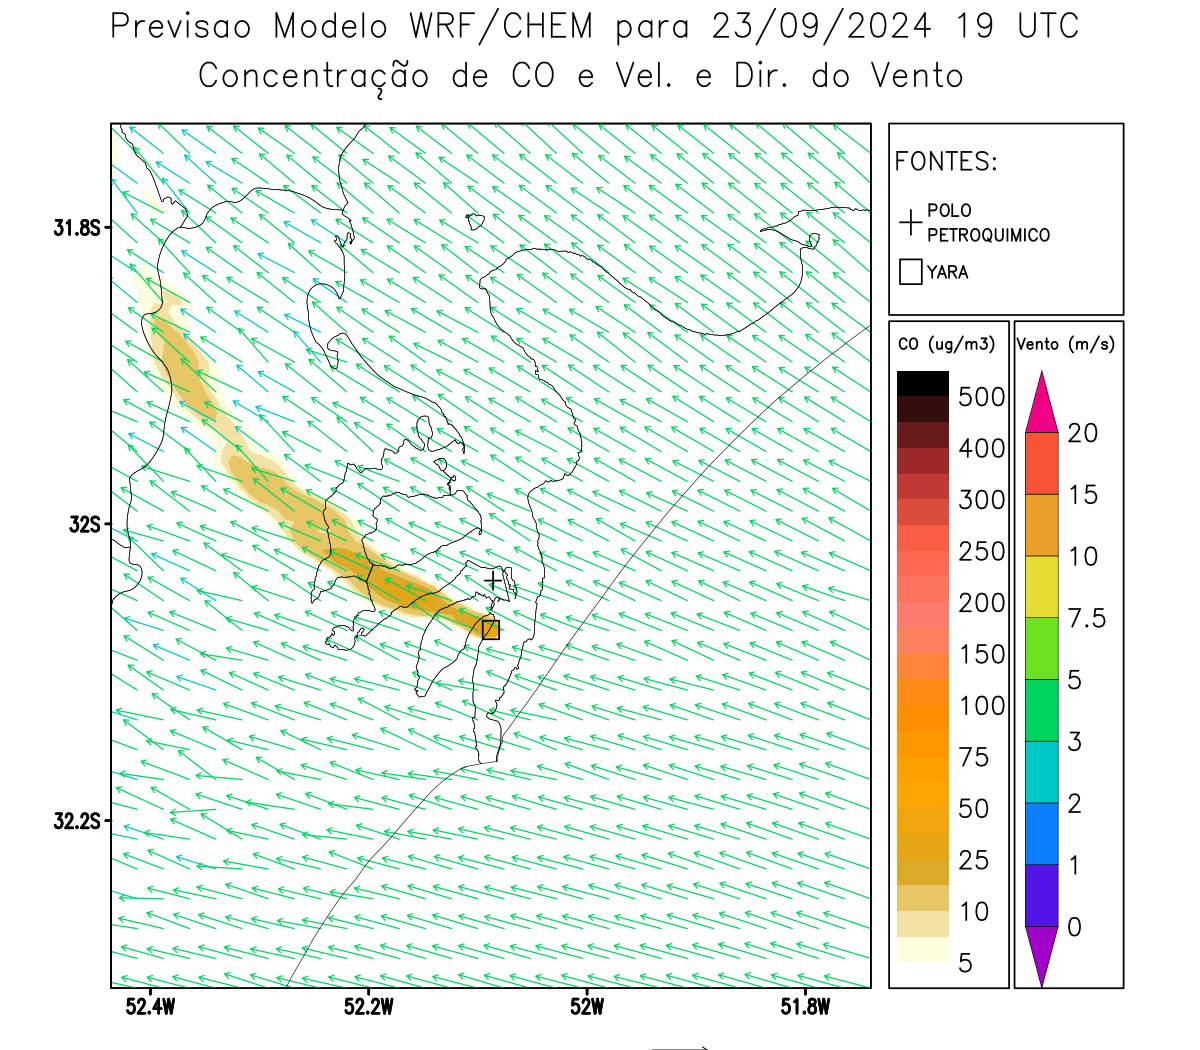 Previsao Modelo WRF/CHEM para 23/09/2024 19 UTC
Concentração de CO e Vel. e Dir. do Vento
FONTES:
POLO
PETROQUIMICO
YARA
CO (ug/m3)
500
400
300
250
200
150
100
75
50
25
10
5
Vento (m/s)
20
15
10
7.5
5
3
2
1
0
31.8S
32S
32.2S
52.4W
52.2W
52W
51.8W